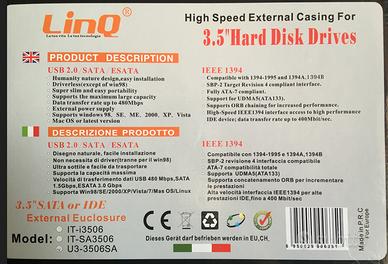 LinQ®
La tua vita La tua tecnologia
High Speed External Casing For
3.5"Hard Disk Drives
PRODUCT DESCRIPTION
USB 2.0 /SATA /ESATA
Humanity nature design,easy installation
Driverless(except of win98)
Super slim and easy portability
Supports the maximum large capacity
Data transfer rate up to 480Mbps
External power supply
Supports windows 98, SE, ME, 2000, XP, Vista
Mac OS or latest version
IEEE 1394
Compatible with 1394-1995 and 1394A,1394B
SBP-2 Target Revision 4 compliant interface.
Fully ATA-7 compliant.
Support for UDMA5(ATA133).
Supports ORB chaining for increased performance.
High-Speed IEEE1394 interface access to high performance
IDE device; data transfer rate up to 400Mbit/sec.
DESCRIZIONE PRODOTTO
USB 2.0 /SATA/ ESATA
Disegno naturale, facile installazione
Non necessita di driver(tranne per il win98)
Ultra sottile e facile da trasportare
Supporta la capacità massima
Velocità di trasferimento dati USB 480 Mbps,SATA
1.5Gbps,ESATA 3.0 Gbps
Supporta Win98/SE/2000/XP/Vista/7/Mac OS/Linux
IEEE 1394
Compatibile con 1394-1995 e 1394A,1394B
SBP-2 revisione 4 interfaccia compatibile
ATA-7 compatibilità totale
Supporta UDMA5(ATA133)
Supporta concatenamento ORB per incrementare
le prestazioni
Alta velocità interfaccia IEEE1394 per alte
prestazioni IDE,fino a 400 Mbit/sec)
3.5" SATA or IDE
External Euclosure
Model:
IT-i3506
IT-SA3506
U3-3506SA
CE
Dieses Gerät darf betrieben werden in EU,CH.
Made in P.R.C
For Europe